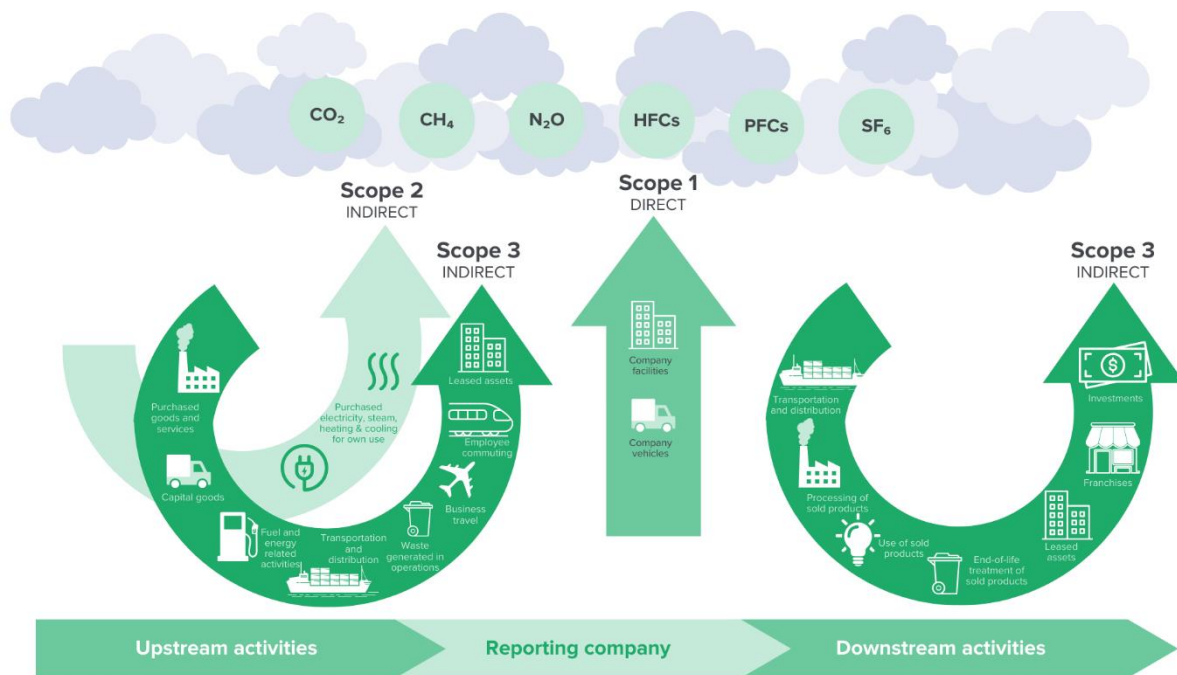 CO₂
CH₄
N₂O
HFCs
PFCs
SF₆
Scope 2
INDIRECT
Scope 1
DIRECT
Scope 3
INDIRECT
Scope 3
INDIRECT
Purchased
goods and
services
Capital goods
Fuel and
energy
related
activities
Transportation
and
distribution
Waste
generated in
operations
Business
travel
Employee
commuting
Leased assets
Purchased
electricity, steam,
heating & cooling
for own use
Company
facilities
Company
vehicles
Transportation
and distribution
Processing of
sold products
Use of sold
products
End-of-life
treatment of
sold products
Leased
assets
Franchises
Investments
Upstream activities
Reporting company
Downstream activities